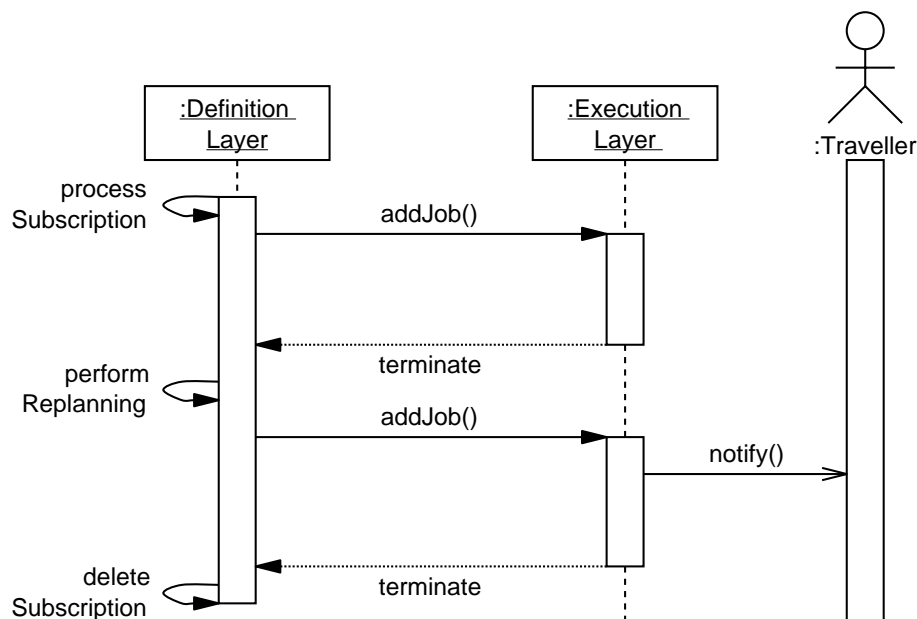 :Definition
Layer
:Execution
Layer
:Traveller
process
Subscription
addJob()
terminate
perform
Replanning
addJob()
notify()
terminate
delete
Subscription